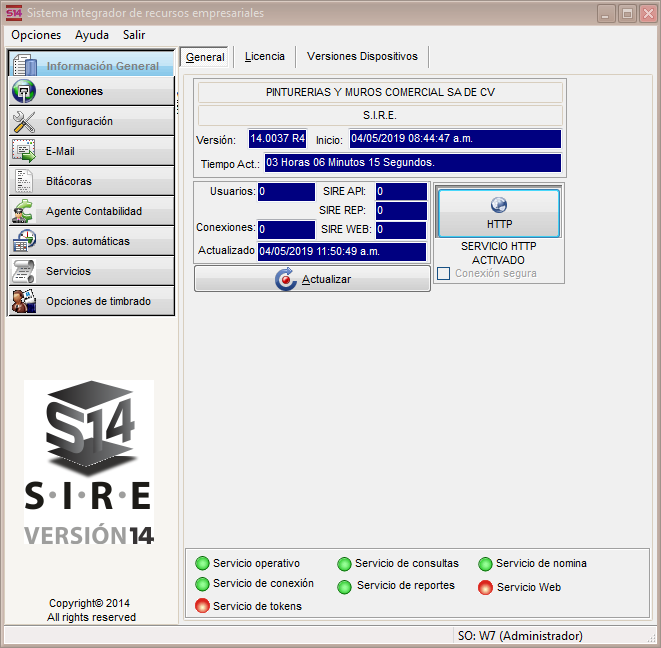 S14 Sistema integrador de recursos empresariales
Opciones Ayuda Salir
Información General
Conexiones
Configuración
E-Mail
Bitácoras
Agente Contabilidad
Ops. automáticas
Servicios
Opciones de timbrado
S14
S·I·R·E
VERSIÓN14
Copyright© 2014
All rights reserved
General Licencia Versiones Dispositivos
PINTURERIAS Y MUROS COMERCIAL SA DE CV
S.I.R.E.
Versión: 14.0037 R4 Inicio: 04/05/2019 08:44:47 a.m.
Tiempo Act.: 03 Horas 06 Minutos 15 Segundos.
Usuarios: 0 SIRE API: 0
SIRE REP: 0
Conexiones: 0 SIRE WEB: 0
Actualizado 04/05/2019 11:50:49 a.m.
Actualizar
HTTP
SERVICIO HTTP
ACTIVADO
Conexión segura
Servicio operativo Servicio de consultas Servicio de nomina
Servicio de conexión Servicio de reportes Servicio Web
Servicio de tokens
SO: W7 (Administrador)